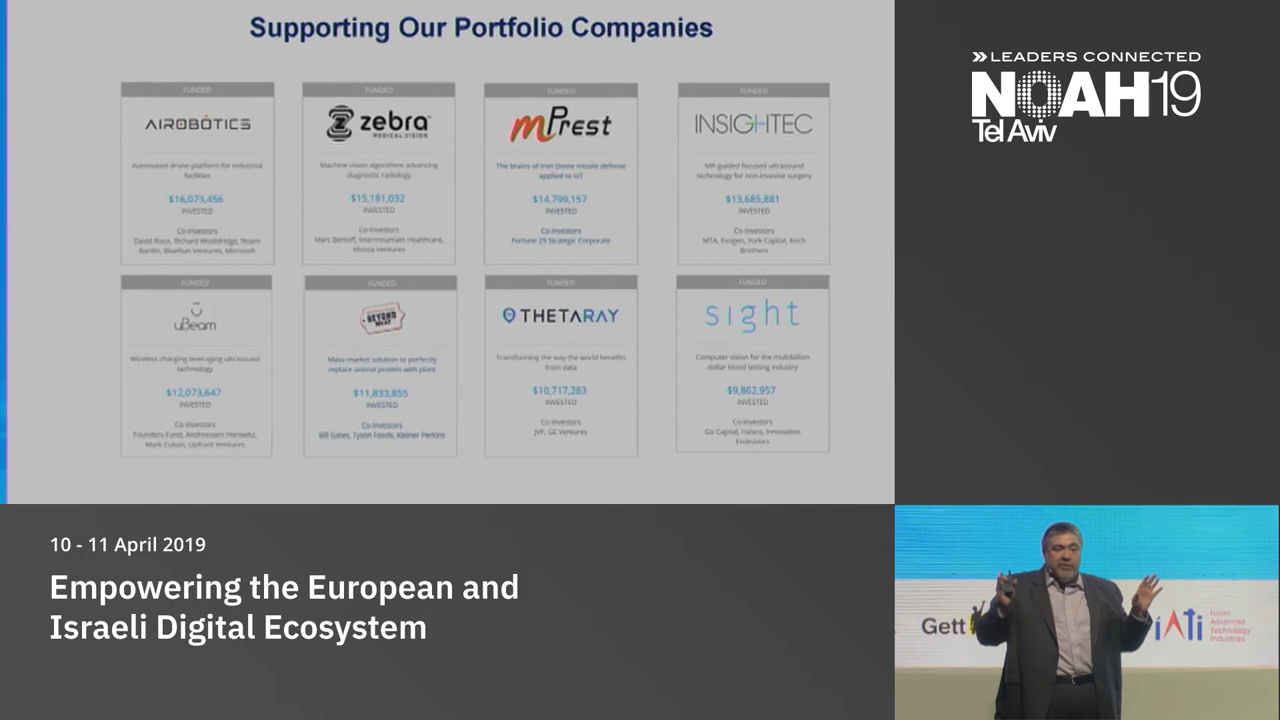 Supporting Our Portfolio Companies
FUNDED
AIROBOTICS
Automated drone-platform for industrial
facilities
$16,073,456
INVESTED
Co-Investors
David Roux, Richard Wooldridge, Noam
Bardin, BlueRun Ventures, Microsoft
FUNDED
zebra
MEDICAL VISION
Machine vision algorithms advancing
diagnostic radiology
$15,181,032
INVESTED
Co-Investors
Marc Benioff, Intermountain Healthcare,
Khosla Ventures
FUNDED
mPrest
The brains of Iron Dome missile defense
applied to IoT
$14,799,157
INVESTED
Co-Investors
Fortune 25 Strategic Corporate
FUNDED
INSIGHTEC
MR-guided focused ultrasound
technology for non-invasive surgery
$13,685,881
INVESTED
Co-Investors
MTA, Exogen, York Capital, Koch
Brothers
FUNDED
uBeam
Wireless charging leveraging ultrasound
technology
$12,073,647
INVESTED
Co-Investors
Founders Fund, Andreessen Horowitz,
Mark Cuban, Upfront Ventures
FUNDED
BEYOND
MEAT
Mass-market solution to perfectly
replace animal protein with plant
$11,833,855
INVESTED
Co-Investors
Bill Gates, Tyson Foods, Kleiner Perkins
FUNDED
THETARAY
Transforming the way the world benefits
from data
$10,717,283
INVESTED
Co-Investors
JVP, GE Ventures
FUNDED
sight
Computer vision for the multibillion
dollar blood testing industry
$9,862,957
INVESTED
Co-Investors
Go Capital, Innovation
Endeavors
LEADERS CONNECTED
NOAH19
Tel Aviv
10 - 11 April 2019
Empowering the European and
Israeli Digital Ecosystem
Gett
iATi
Israel
Advanced
Technology
Industries